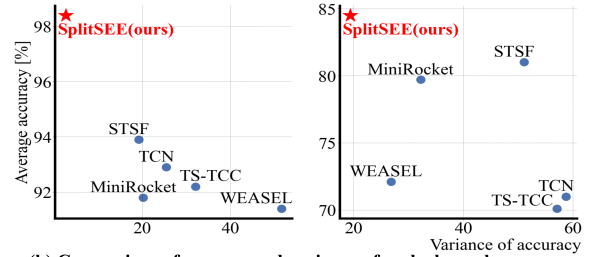 98
96
94
92
20
40
Average accuracy [%]
SplitSEE(ours)
STSF
TCN
TS-TCC
MiniRocket
WEASEL
85
80
75
70
20
40
60
SplitSEE(ours)
STSF
MiniRocket
WEASEL
TCN
TS-TCC
Variance of accuracy